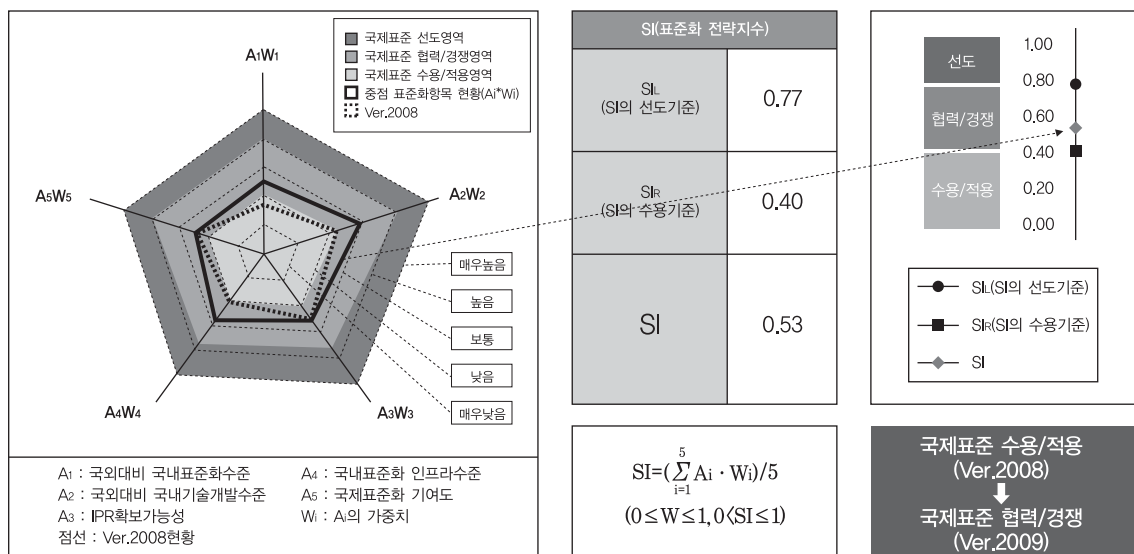 A1W1
A2W2
A3W3
A4W4
A5W5
국제표준 선도영역
국제표준 협력/경쟁영역
국제표준 수용/적용영역
중점 표준화항목 현황(Ai*Wi)
Ver.2008
매우높음
높음
보통
낮음
매우낮음
A1 : 국외대비 국내표준화수준
A2 : 국외대비 국내기술개발수준
A3 : IPR확보가능성
점선 : Ver.2008현황
A4 : 국내표준화 인프라수준
A5 : 국제표준화 기여도
Wi : Ai의 가중치
SI(표준화 전략지수)
SIL
(SI의 선도기준)
0.77
SIR
(SI의 수용기준)
0.40
SI
0.53
SI=(∑ Ai · Wi)/5
5
i=1
(0≤W≤1, 0<SI≤1)
선도
협력/경쟁
수용/적용
1.00
0.80
0.60
0.40
0.20
0.00
SIL(SI의 선도기준)
SIR(SI의 수용기준)
SI
국제표준 수용/적용
(Ver.2008)
국제표준 협력/경쟁
(Ver.2009)